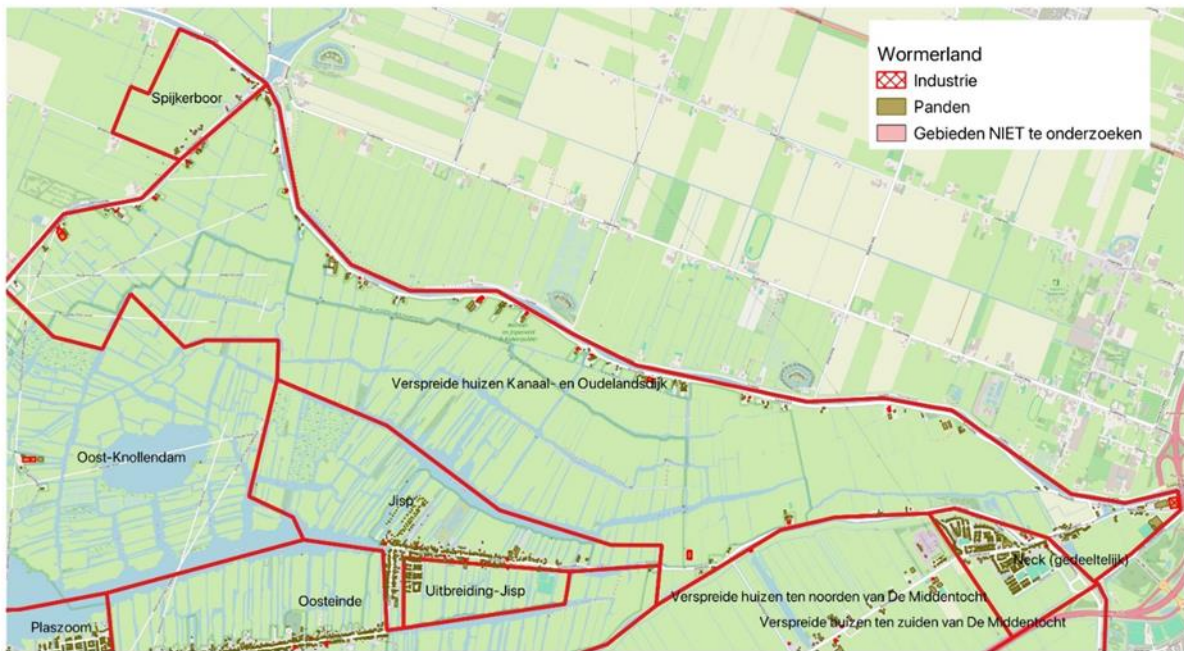 Wormerland
Industrie
Panden
Gebieden NIET te onderzoeken
Spijkerboor
Verspreide huizen Kanaal- en Oudelandsdijk
Oost-Knollendam
Jisp
Neck (gedeeltelijk)
Uitbreiding-Jisp
Oosteinde
Verspreide huizen ten noorden van De Middentocht
Verspreide huizen ten zuiden van De Middentocht
Plaszoom